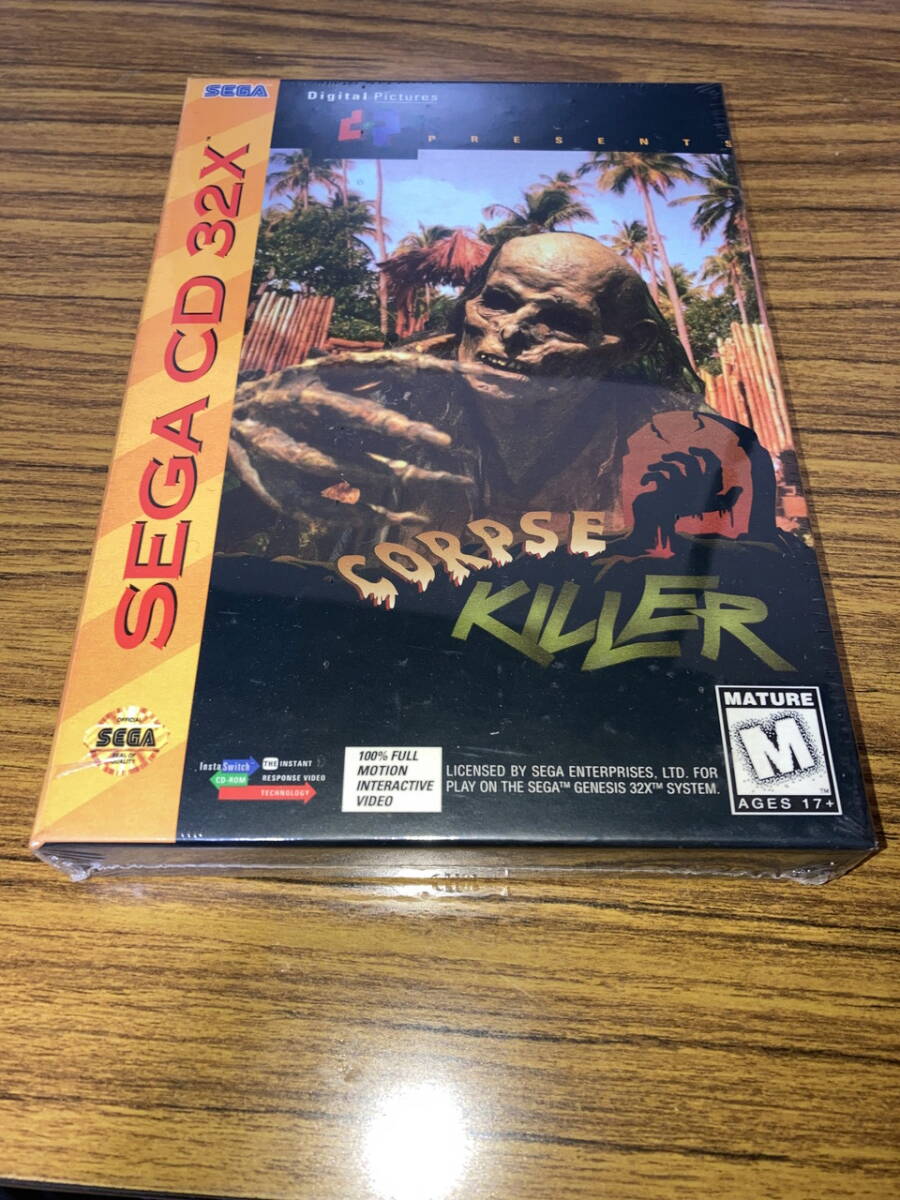 SEGA
SEGA CD 32X™
Digital Pictures
PRESENTS
CORPSE
KILLER
OFFICIAL
SEGA
SEAL OF
QUALITY
InstaSwitch
CD-ROM
THE INSTANT
RESPONSE VIDEO
TECHNOLOGY
100% FULL
MOTION
INTERACTIVE
VIDEO
LICENSED BY SEGA ENTERPRISES, LTD. FOR
PLAY ON THE SEGA™ GENESIS 32X™ SYSTEM.
MATURE
M
AGES 17+